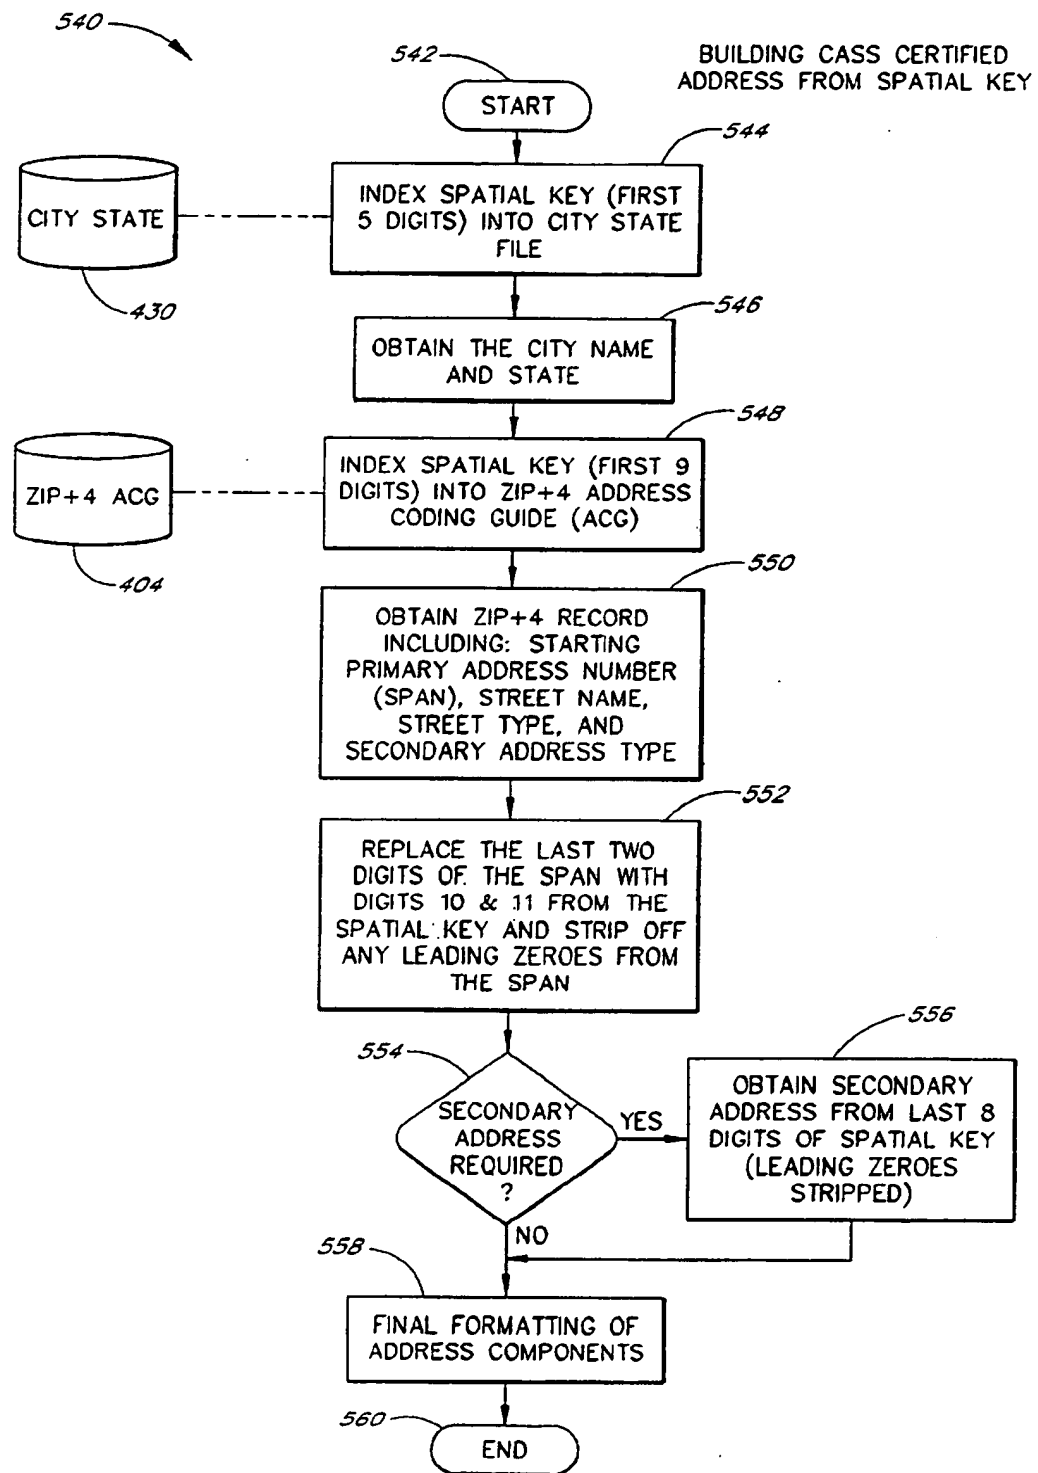 540
BUILDING CASS CERTIFIED
ADDRESS FROM SPATIAL KEY
542
START
544
CITY STATE
430
INDEX SPATIAL KEY (FIRST
5 DIGITS) INTO CITY STATE
FILE
546
OBTAIN THE CITY NAME
AND STATE
548
ZIP+4 ACG
404
INDEX SPATIAL KEY (FIRST 9
DIGITS) INTO ZIP+4 ADDRESS
CODING GUIDE (ACG)
550
OBTAIN ZIP+4 RECORD
INCLUDING: STARTING
PRIMARY ADDRESS NUMBER
(SPAN), STREET NAME,
STREET TYPE, AND
SECONDARY ADDRESS TYPE
552
REPLACE THE LAST TWO
DIGITS OF THE SPAN WITH
DIGITS 10 & 11 FROM THE
SPATIAL KEY AND STRIP OFF
ANY LEADING ZEROES FROM
THE SPAN
554
SECONDARY
ADDRESS
REQUIRED
?
YES
NO
556
OBTAIN SECONDARY
ADDRESS FROM LAST 8
DIGITS OF SPATIAL KEY
(LEADING ZEROES
STRIPPED)
558
FINAL FORMATTING OF
ADDRESS COMPONENTS
560
END